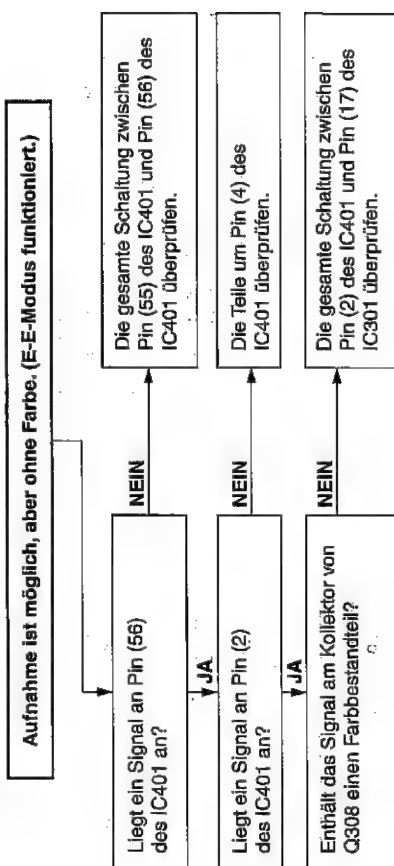 Aufnahme ist möglich, aber ohne Farbe. (E-E-Modus funktioniert.)
Liegt ein Signal an Pin (56)
des IC401 an?
NEIN
Die gesamte Schaltung zwischen
Pin (55) des IC401 und Pin (56) des
IC401 überprüfen.
JA
Liegt ein Signal an Pin (2)
des IC401 an?
NEIN
Die Teile um Pin (4) des
IC401 überprüfen.
JA
Enthält das Signal am Kollektor von
Q308 einen Farbbestandteil?
NEIN
Die gesamte Schaltung zwischen
Pin (2) des IC401 und Pin (17) des
IC301 überprüfen.